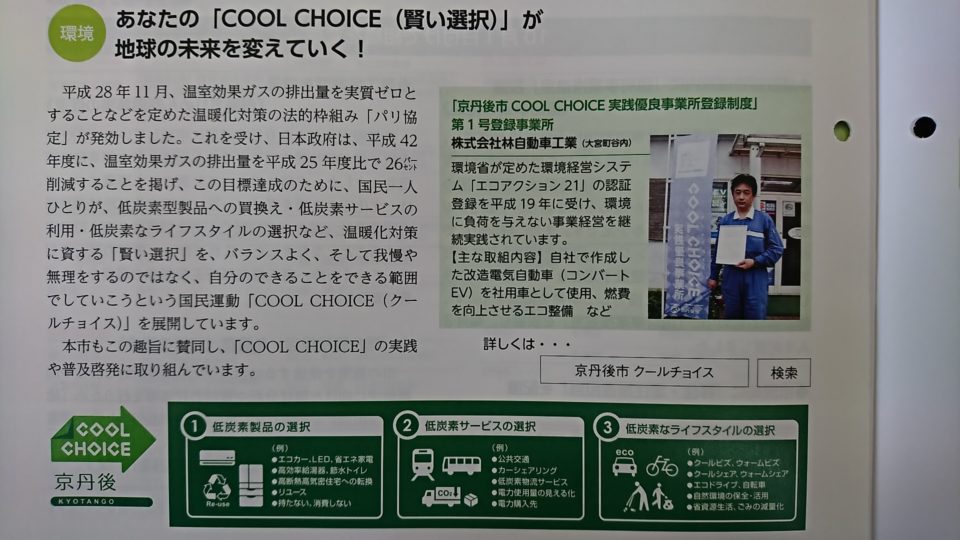 環境
あなたの「COOL CHOICE（賢い選択）」が
地球の未来を変えていく！
平成28年11月、温室効果ガスの排出量を実質ゼロと
することなどを定めた温暖化対策の法的枠組み「パリ協
定」が発効しました。これを受け、日本政府は、平成42
年度に、温室効果ガスの排出量を平成25年度比で26㌫
削減することを掲げ、この目標達成のために、国民一人
ひとりが、低炭素型製品への買換え・低炭素サービスの
利用・低炭素なライフスタイルの選択など、温暖化対策
に資する「賢い選択」を、バランスよく、そして我慢や
無理をするのではなく、自分のできることをできる範囲
でしていこうという国民運動「COOL CHOICE（クー
ルチョイス)」を展開しています。
本市もこの趣旨に賛同し、「COOL CHOICE」の実践
や普及啓発に取り組んでいます。
「京丹後市 COOL CHOICE 実践優良事業所登録制度」
第１号登録事業所
株式会社林自動車工業（大宮町谷内）
環境省が定めた環境経営システ
ム「エコアクション21」の認証
登録を平成19年に受け、環境
に負荷を与えない事業経営を継
続実践されています。
【主な取組内容】自社で作成し
た改造電気自動車（コンバート
EV）を社用車として使用、燃費
を向上させるエコ整備　など
COOL CHOICE
実践優良事業所
詳しくは・・・
京丹後市 クールチョイス
検索
COOL
CHOICE
京丹後
KYOTANGO
1 低炭素製品の選択
（例）
●エコカー、LED、省エネ家電
●高効率給湯器、節水トイレ
●高断熱高気密住宅への転換
●リユース
●持たない、消費しない
Re-use
2 低炭素サービスの選択
（例）
●公共交通
●カーシェアリング
●低炭素物流サービス
●電力使用量の見える化
●電力購入先
CO2
3 低炭素なライフスタイルの選択
eco
（例）
●クールビズ、ウォームビズ
●クールシェア、ウォームシェア
●エコドライブ、自転車
●自然環境の保全・活用
●省資源生活、ごみの減量化